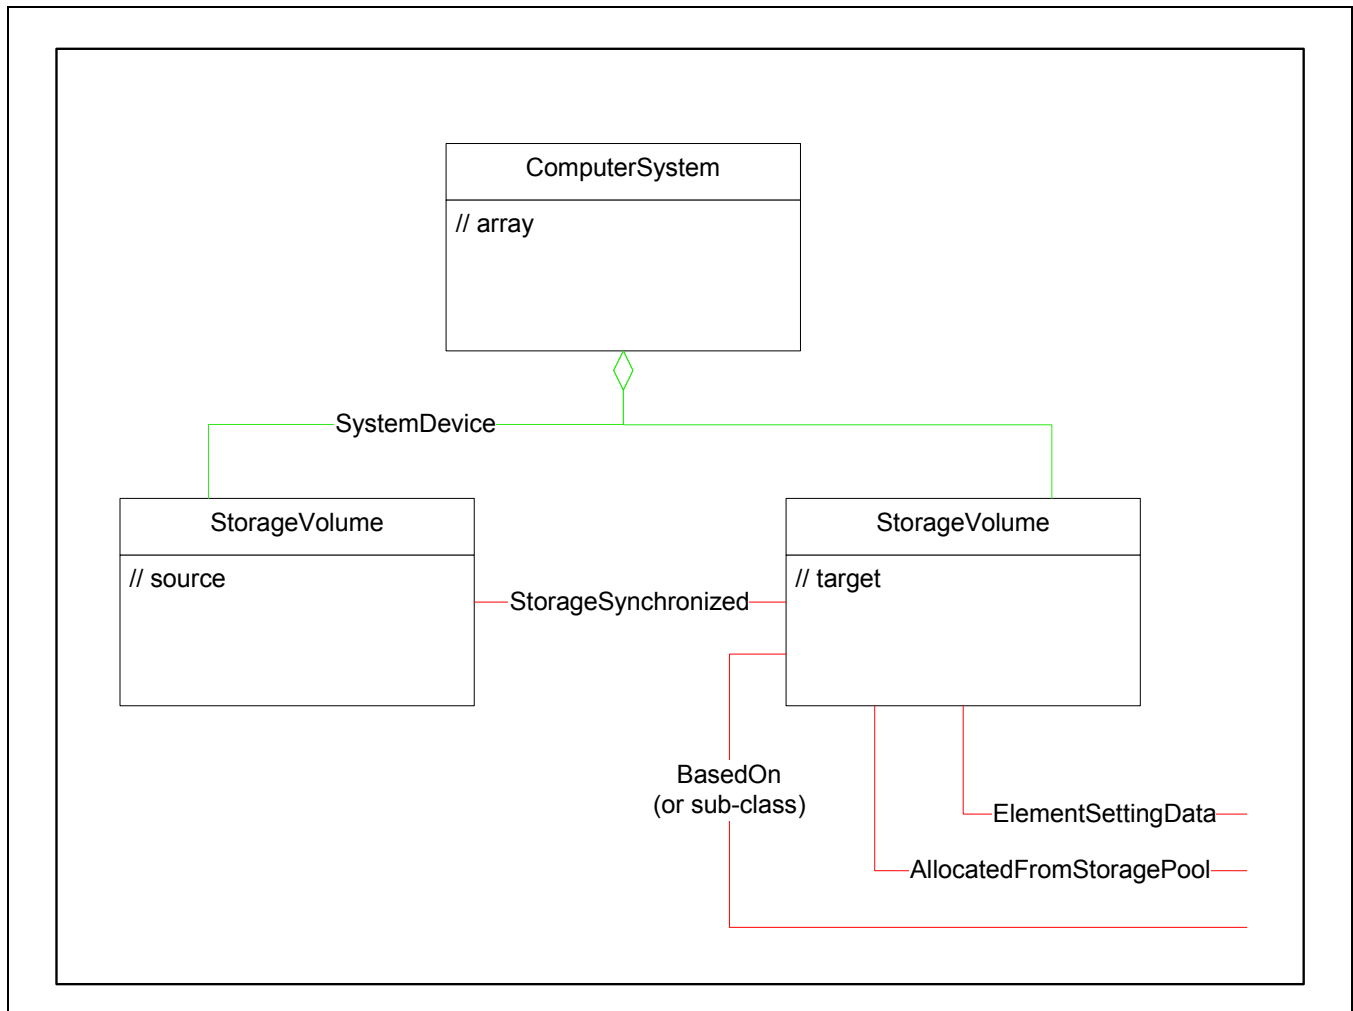 ComputerSystem
// array
SystemDevice
StorageVolume
// source
StorageSynchronized
StorageVolume
// target
BasedOn
(or sub-class)
ElementSettingData
AllocatedFromStoragePool